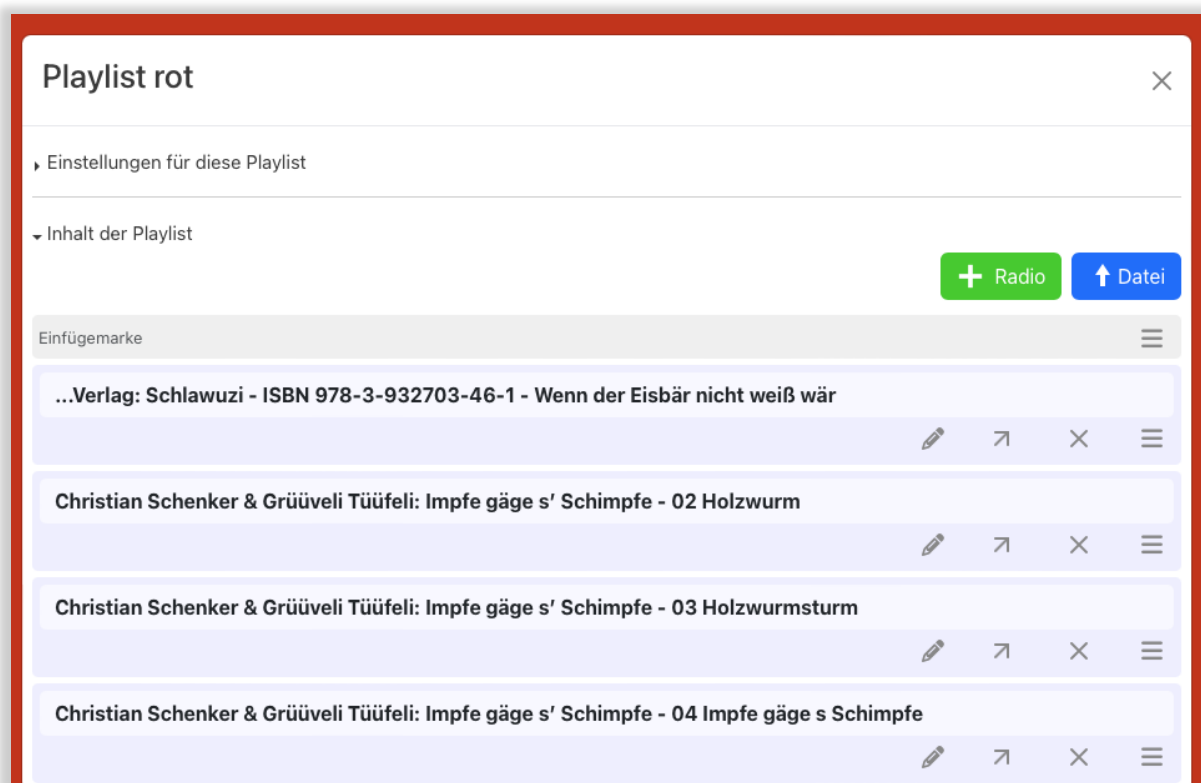 Playlist rot
Einstellungen für diese Playlist
Inhalt der Playlist
Radio
Datei
Einfügemarke
...Verlag: Schlawuzi - ISBN 978-3-932703-46-1 - Wenn der Eisbär nicht weiß wär
Christian Schenker & Grüüveli Tüüfeli: Impfe gäge s' Schimpfe - 02 Holzwurm
Christian Schenker & Grüüveli Tüüfeli: Impfe gäge s' Schimpfe - 03 Holzwurmsturm
Christian Schenker & Grüüveli Tüüfeli: Impfe gäge s' Schimpfe - 04 Impfe gäge s Schimpfe